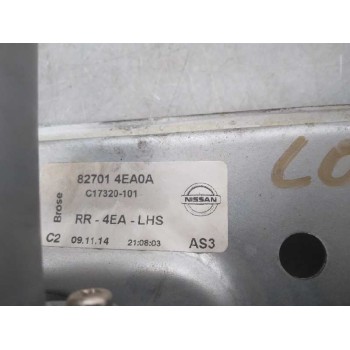 82701 4EA0A
C17320-101
Brose
NISSAN
RR - 4EA - LHS
C2 09.11.14 21:08:03 AS3